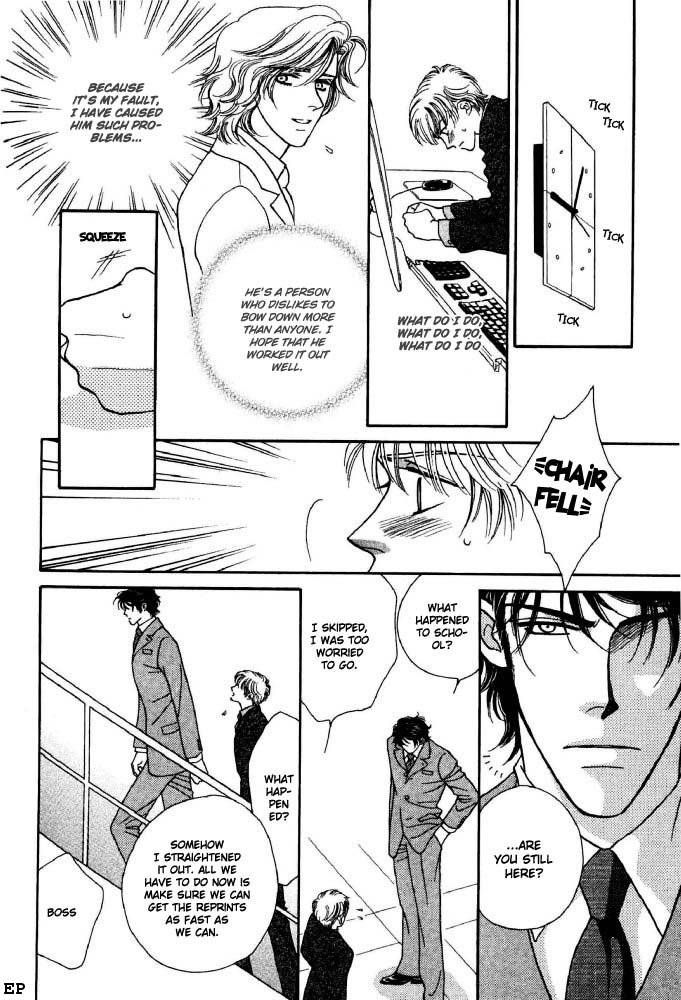 TICK
TICK
TICK
TICK
WHAT DO I DO,
WHAT DO I DO,
WHAT DO I DO
BECAUSE
IT'S MY FAULT,
I HAVE CAUSED
HIM SUCH PRO-
BLEMS...
HE'S A PERSON
WHO DISLIKES TO
BOW DOWN MORE
THAN ANYONE. I
HOPE THAT HE
WORKED IT OUT
WELL.
SQUEEZE
CHAIR
FELL
...ARE
YOU STILL
HERE?
WHAT
HAPPENED
TO SCHO-
OL?
I SKIPPED,
I WAS TOO
WORRIED
TO GO.
WHAT
HAP-
PEN
ED?
SOMEHOW
I STRAIGHTENED
IT OUT. ALL WE
HAVE TO DO NOW IS
MAKE SURE WE CAN
GET THE REPRINTS
AS FAST AS
WE CAN.
BOSS
EP